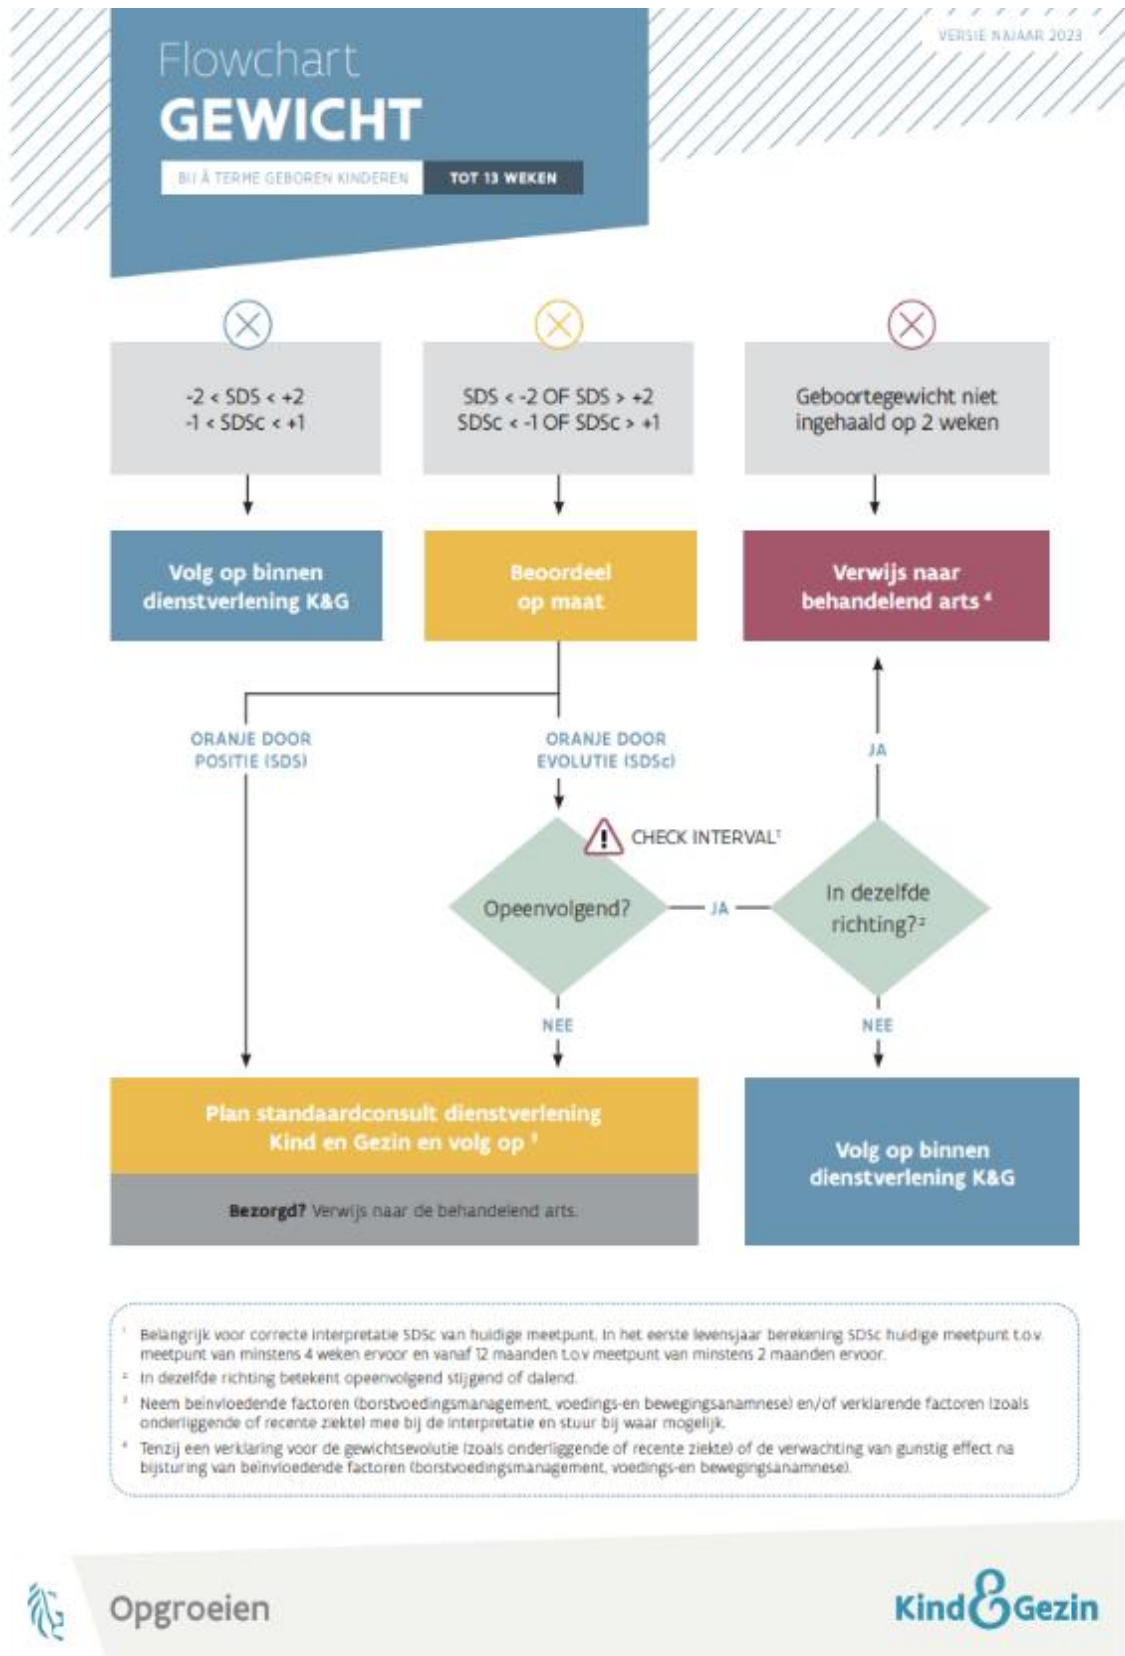 Flowchart
GEWICHT
VERSIE NAJAAR 2023
BIJ À TERME GEBOREN KINDEREN
TOT 13 WEKEN
-2 < SDS < +2
-1 < SDSc < +1
SDS < -2 OF SDS > +2
SDSc < -1 OF SDSc > +1
Geboortegewicht niet
ingehaald op 2 weken
Volg op binnen
dienstverlening K&G
Beoordeel
op maat
Verwijs naar
behandelend arts ⁴
ORANJE DOOR
POSITIE (SDS)
ORANJE DOOR
EVOLUTIE (SDSc)
JA
CHECK INTERVAL¹
Opeenvolgend?
JA
In dezelfde
richting?²
NEE
NEE
Plan standaardconsult dienstverlening
Kind en Gezin en volg op ³
Bezorgd? Verwijs naar de behandelend arts.
Volg op binnen
dienstverlening K&G
¹ Belangrijk voor correcte interpretatie SDSc van huidige meetpunt. In het eerste levensjaar berekening SDSc huidige meetpunt t.o.v.
meetpunt van minstens 4 weken ervoor en vanaf 12 maanden t.o.v meetpunt van minstens 2 maanden ervoor.
² In dezelfde richting betekent opeenvolgend stijgend of dalend.
³ Neem beïnvloedende factoren (borstvoedingsmanagement, voedings-en bewegingsanamnese) en/of verklarende factoren (zoals
onderliggende of recente ziekte) mee bij de interpretatie en stuur bij waar mogelijk.
⁴ Tenzij een verklaring voor de gewichtsevolutie (zoals onderliggende of recente ziekte) of de verwachting van gunstig effect na
bijsturing van beïnvloedende factoren (borstvoedingsmanagement, voedings-en bewegingsanamnese).
Opgroeien
Kind & Gezin